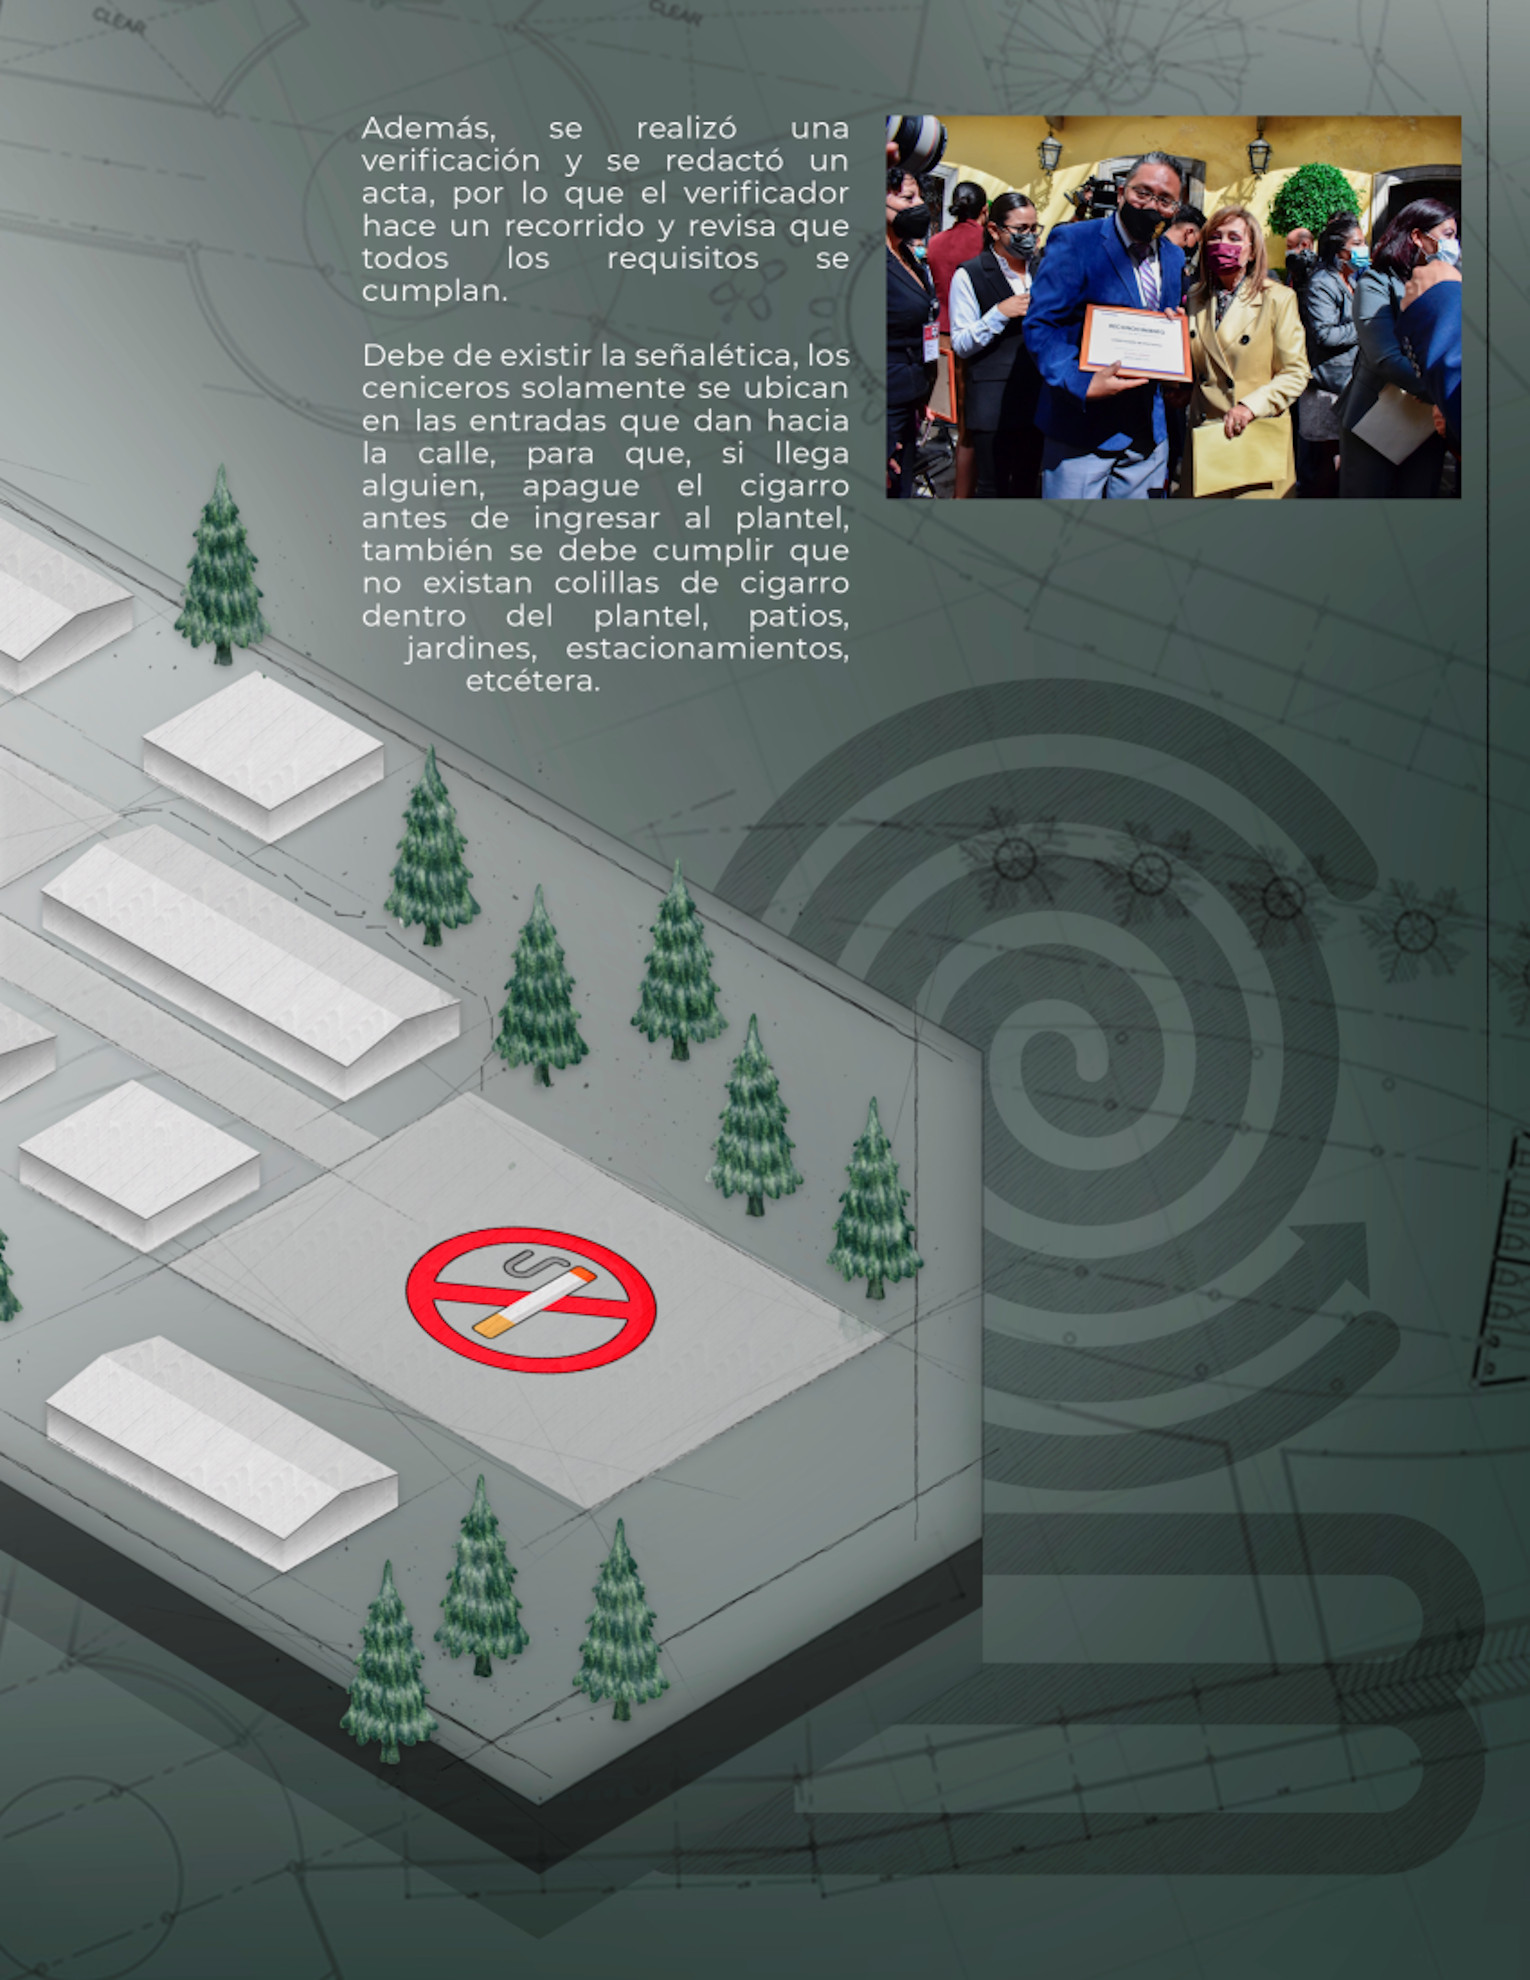 CLEAR
CLEAR
Además, se realizó una
verificación y se redactó un
acta, por lo que el verificador
hace un recorrido y revisa que
todos los requisitos se
cumplan.
Debe de existir la señalética, los
ceniceros solamente se ubican
en las entradas que dan hacia
la calle, para que, si llega
alguien, apague el cigarro
antes de ingresar al plantel,
también se debe cumplir que
no existan colillas de cigarro
dentro del plantel, patios,
jardines, estacionamientos,
etcétera.
RECONOCIMIENTO